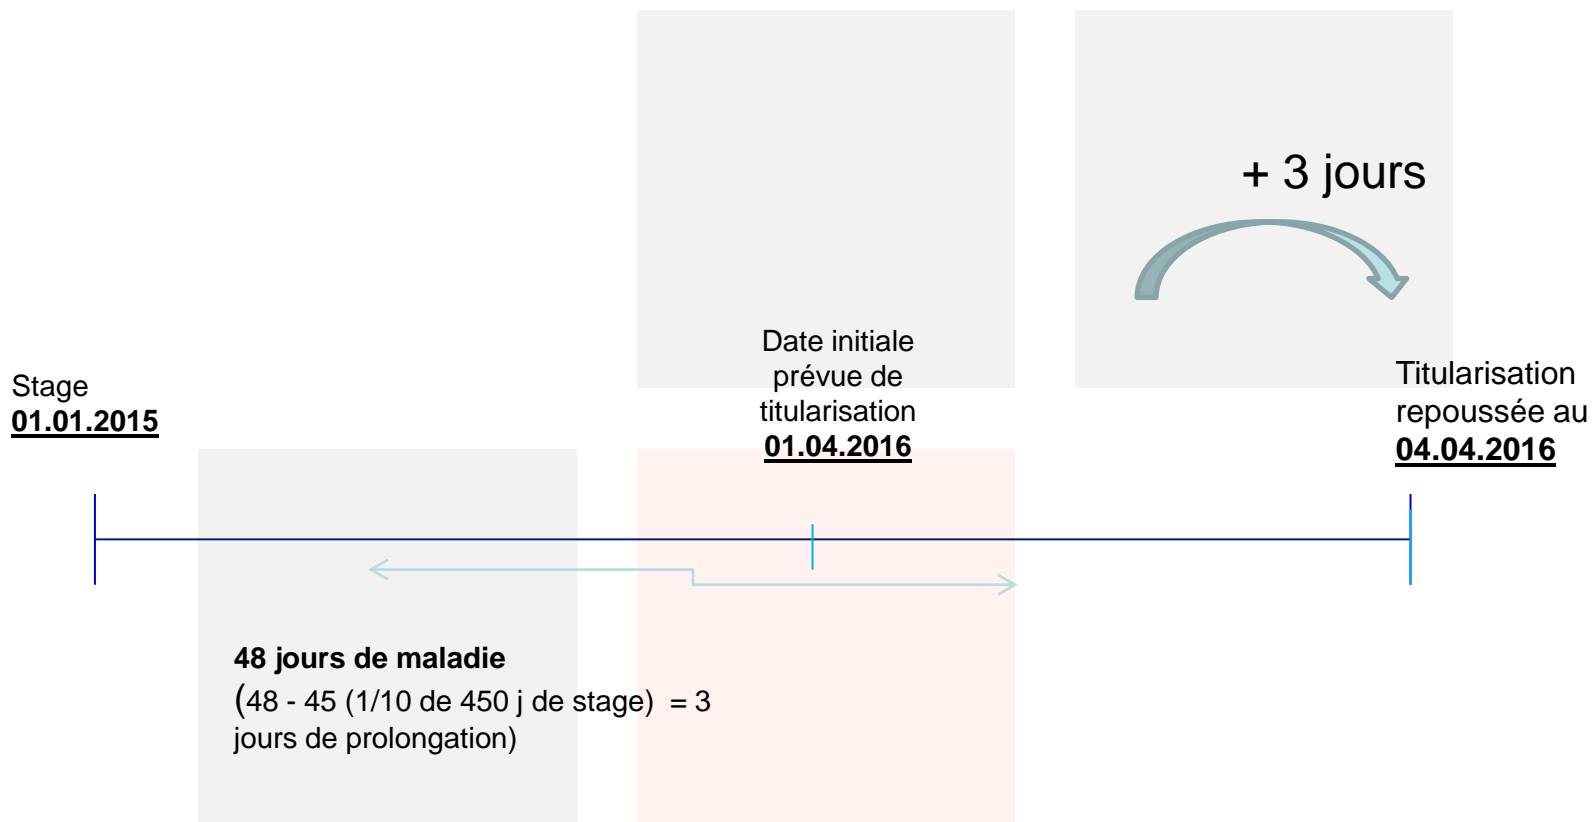 + 3 jours
Stage
01.01.2015
Date initiale
prévue de
titularisation
01.04.2016
Titularisation
repoussée au
04.04.2016
48 jours de maladie
(48 - 45 (1/10 de 450 j de stage)  = 3
jours de prolongation)